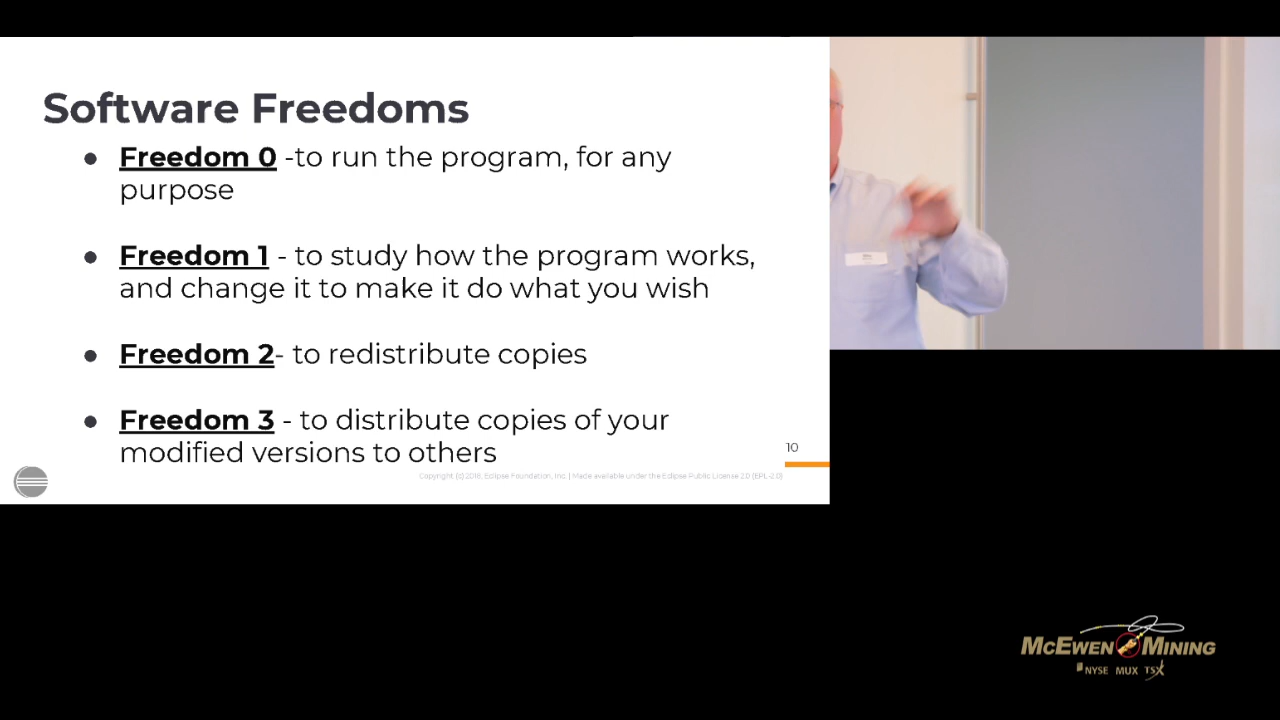 Software Freedoms
● Freedom 0 -to run the program, for any
purpose
● Freedom 1 - to study how the program works,
and change it to make it do what you wish
● Freedom 2- to redistribute copies
● Freedom 3 - to distribute copies of your
modified versions to others
10
Copyright (c) 2018, Eclipse Foundation, Inc. | Made available under the Eclipse Public License 2.0 (EPL-2.0)
MCEWEN MINING
NYSE MUX TSX